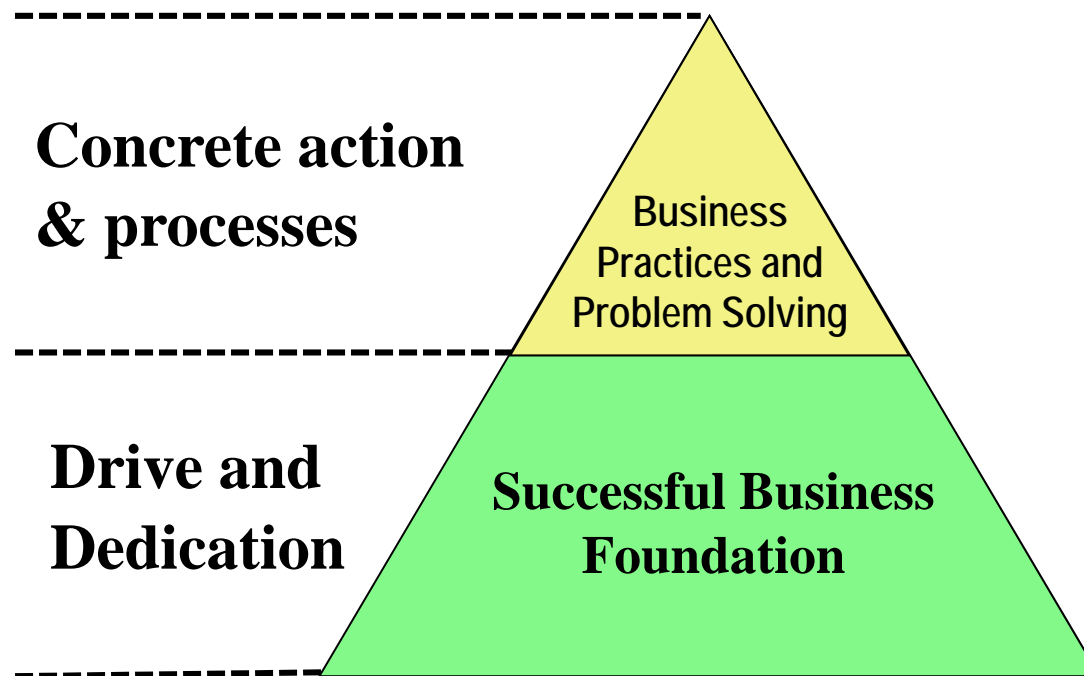 Concrete action
& processes
Business
Practices and
Problem Solving
Drive and
Dedication
Successful Business
Foundation